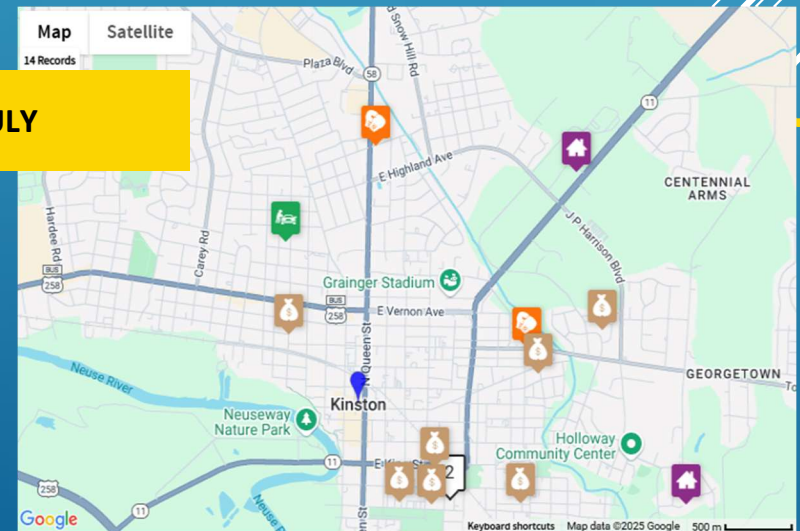 Map
Satellite
14 Records
Plaza Blvd
58
d Snow Hill Rd
11
ULY
E Highland Ave
CENTENNIAL
ARMS
Hardee Rd
Carey Rd
J P Harrison Blvd
BUS
258
Grainger Stadium
BUS
258
E Vernon Ave
N Queen St
GEORGETOWN
Neuse River
Kinston
Neuseway
Nature Park
Holloway
Community Center
11
2
258
11
Google
Keyboard shortcuts
Map data ©2025 Google
500 m